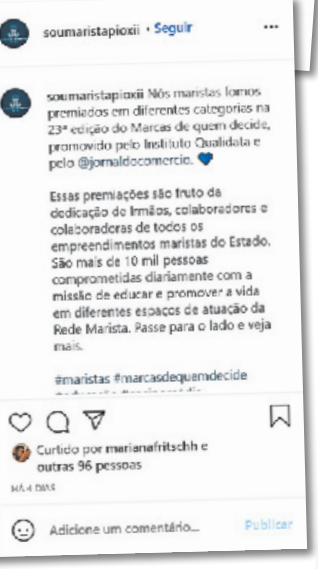 soumaristapioxii • Seguir
soumaristapioxii Nós maristas fomos
premiados em diferentes categorias na
23ª edição do Marcas de quem decide,
promovido pelo Instituto Qualidata e
pelo @jornaldocomercio. 💙
Essas premiações são fruto da
dedicação de Irmãos, colaboradores e
colaboradoras de todos os
empreendimentos maristas do Estado.
São mais de 10 mil pessoas
comprometidas diariamente com a
missão de educar e promover a vida
em diferentes espaços de atuação da
Rede Marista. Passe para o lado e veja
mais.
#maristas #marcasdequemdecide
Curtido por marianafritschh e
outras 96 pessoas
HÁ 4 DIAS
Adicione um comentário...
Publicar